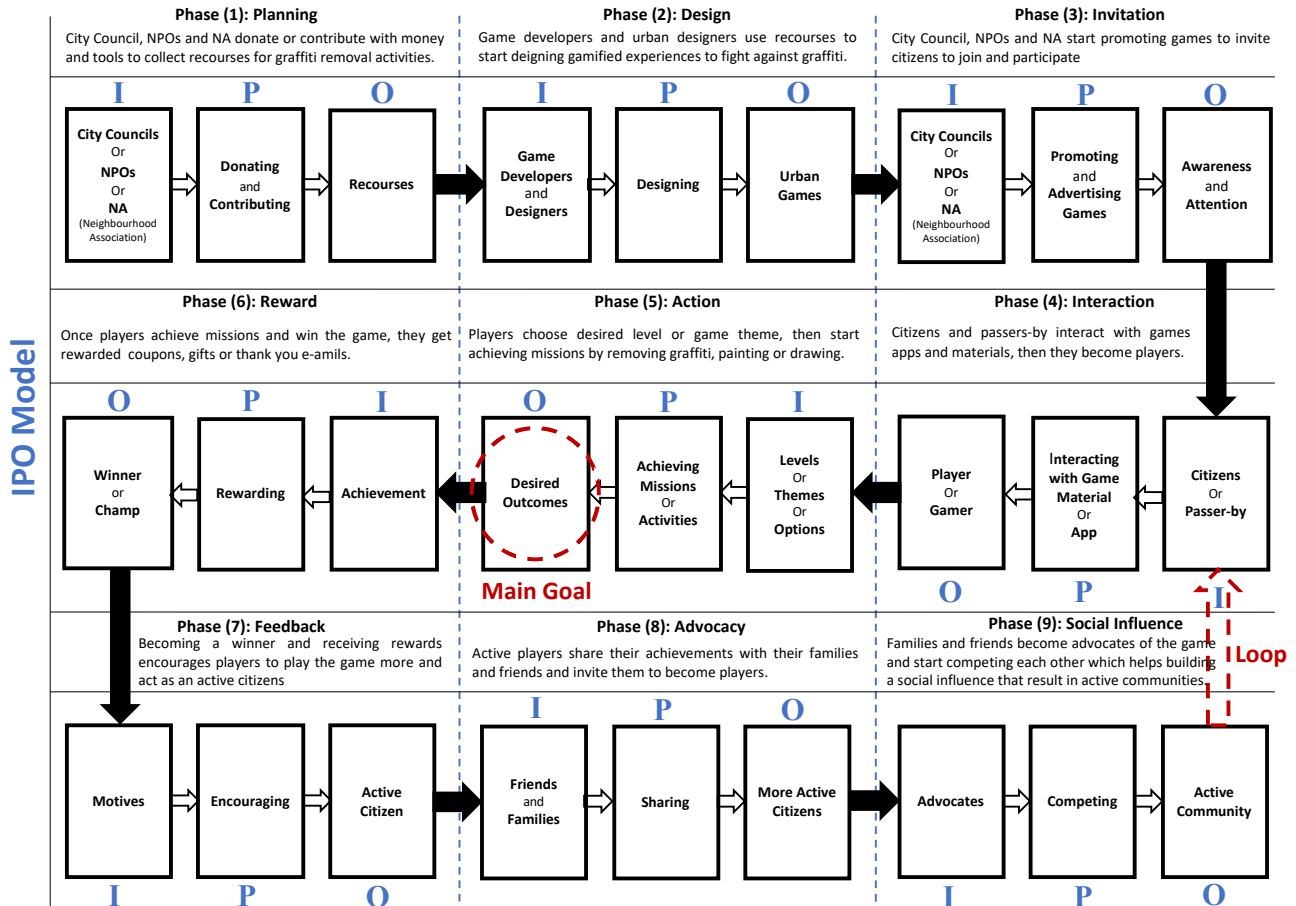 IPO Model
Phase (1): Planning
City Council, NPOs and NA donate or contribute with money
and tools to collect recourses for graffiti removal activities.
I P O
City Councils
Or
NPOs
Or
NA
(Neighbourhood
Association)
Donating
and
Contributing
Recourses
Phase (2): Design
Game developers and urban designers use recourses to
start deigning gamified experiences to fight against graffiti.
I P O
Game
Developers
and
Designers
Designing
Urban
Games
Phase (3): Invitation
City Council, NPOs and NA start promoting games to invite
citizens to join and participate
I P O
City Councils
Or
NPOs
Or
NA
(Neighbourhood
Association)
Promoting
and
Advertising
Games
Awareness
and
Attention
Phase (6): Reward
Once players achieve missions and win the game, they get
rewarded coupons, gifts or thank you e-amils.
O P I
Winner
or
Champ
Rewarding
Achievement
Phase (5): Action
Players choose desired level or game theme, then start
achieving missions by removing graffiti, painting or drawing.
O P I
Desired
Outcomes
Main Goal
Achieving
Missions
Or
Activities
Levels
Or
Themes
Or
Options
Phase (4): Interaction
Citizens and passers-by interact with games
apps and materials, then they become players.
Player
Or
Gamer
Interacting
with Game
Material
Or
App
Citizens
Or
Passer-by
O P I
Phase (7): Feedback
Becoming a winner and receiving rewards
encourages players to play the game more and
act as an active citizens
Motives
Encouraging
Active
Citizen
I P O
Phase (8): Advocacy
Active players share their achievements with their families
and friends and invite them to become players.
I P O
Friends
and
Families
Sharing
More Active
Citizens
Phase (9): Social Influence
Families and friends become advocates of the game
and start competing each other which helps building
a social influence that result in active communities.
Loop
Advocates
Competing
Active
Community
I P O